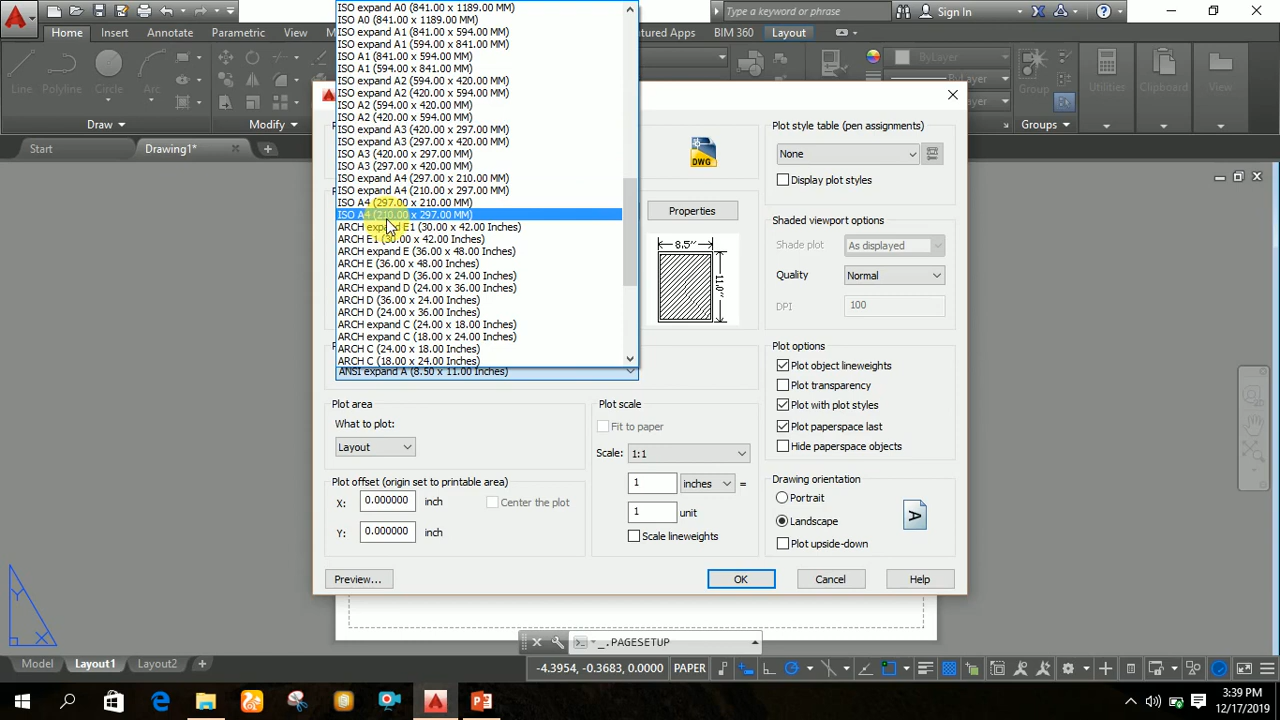 Type a keyword or phrase
Sign In
Home
Insert
Annotate
Parametric
View
Featured Apps
BIM 360
Layout
Line
Polyline
Circle
Arc
Draw
Modify
ByLayer
ByLayer
Group
Groups
Utilities
Clipboard
View
Start
Drawing1*
ISO expand A0 (841.00 x 1189.00 MM)
ISO A0 (841.00 x 1189.00 MM)
ISO expand A1 (841.00 x 594.00 MM)
ISO expand A1 (594.00 x 841.00 MM)
ISO A1 (841.00 x 594.00 MM)
ISO A1 (594.00 x 841.00 MM)
ISO expand A2 (594.00 x 420.00 MM)
ISO expand A2 (420.00 x 594.00 MM)
ISO A2 (594.00 x 420.00 MM)
ISO A2 (420.00 x 594.00 MM)
ISO expand A3 (420.00 x 297.00 MM)
ISO expand A3 (297.00 x 420.00 MM)
ISO A3 (420.00 x 297.00 MM)
ISO A3 (297.00 x 420.00 MM)
ISO expand A4 (297.00 x 210.00 MM)
ISO expand A4 (210.00 x 297.00 MM)
ISO A4 (297.00 x 210.00 MM)
ISO A4 (210.00 x 297.00 MM)
ARCH expand E1 (30.00 x 42.00 Inches)
ARCH E1 (30.00 x 42.00 Inches)
ARCH expand E (36.00 x 48.00 Inches)
ARCH E (36.00 x 48.00 Inches)
ARCH expand D (36.00 x 24.00 Inches)
ARCH expand D (24.00 x 36.00 Inches)
ARCH D (36.00 x 24.00 Inches)
ARCH D (24.00 x 36.00 Inches)
ARCH expand C (24.00 x 18.00 Inches)
ARCH expand C (18.00 x 24.00 Inches)
ARCH C (24.00 x 18.00 Inches)
ARCH C (18.00 x 24.00 Inches)
ANSI expand A (8.50 x 11.00 Inches)
DWG
Properties
8.5''
11.0''
Plot area
What to plot:
Layout
Plot offset (origin set to printable area)
X: 0.000000 inch
Center the plot
Y: 0.000000 inch
Plot scale
Fit to paper
Scale: 1:1
1 inches =
1 unit
Scale lineweights
Plot style table (pen assignments)
None
Display plot styles
Shaded viewport options
Shade plot As displayed
Quality Normal
DPI 100
Plot options
Plot object lineweights
Plot transparency
Plot with plot styles
Plot paperspace last
Hide paperspace objects
Drawing orientation
Portrait
Landscape
A
Plot upside-down
Preview...
OK
Cancel
Help
Y
X
_.PAGESETUP
Model
Layout1
Layout2
-4.3954, -0.3683, 0.0000
PAPER
3:39 PM
12/17/2019